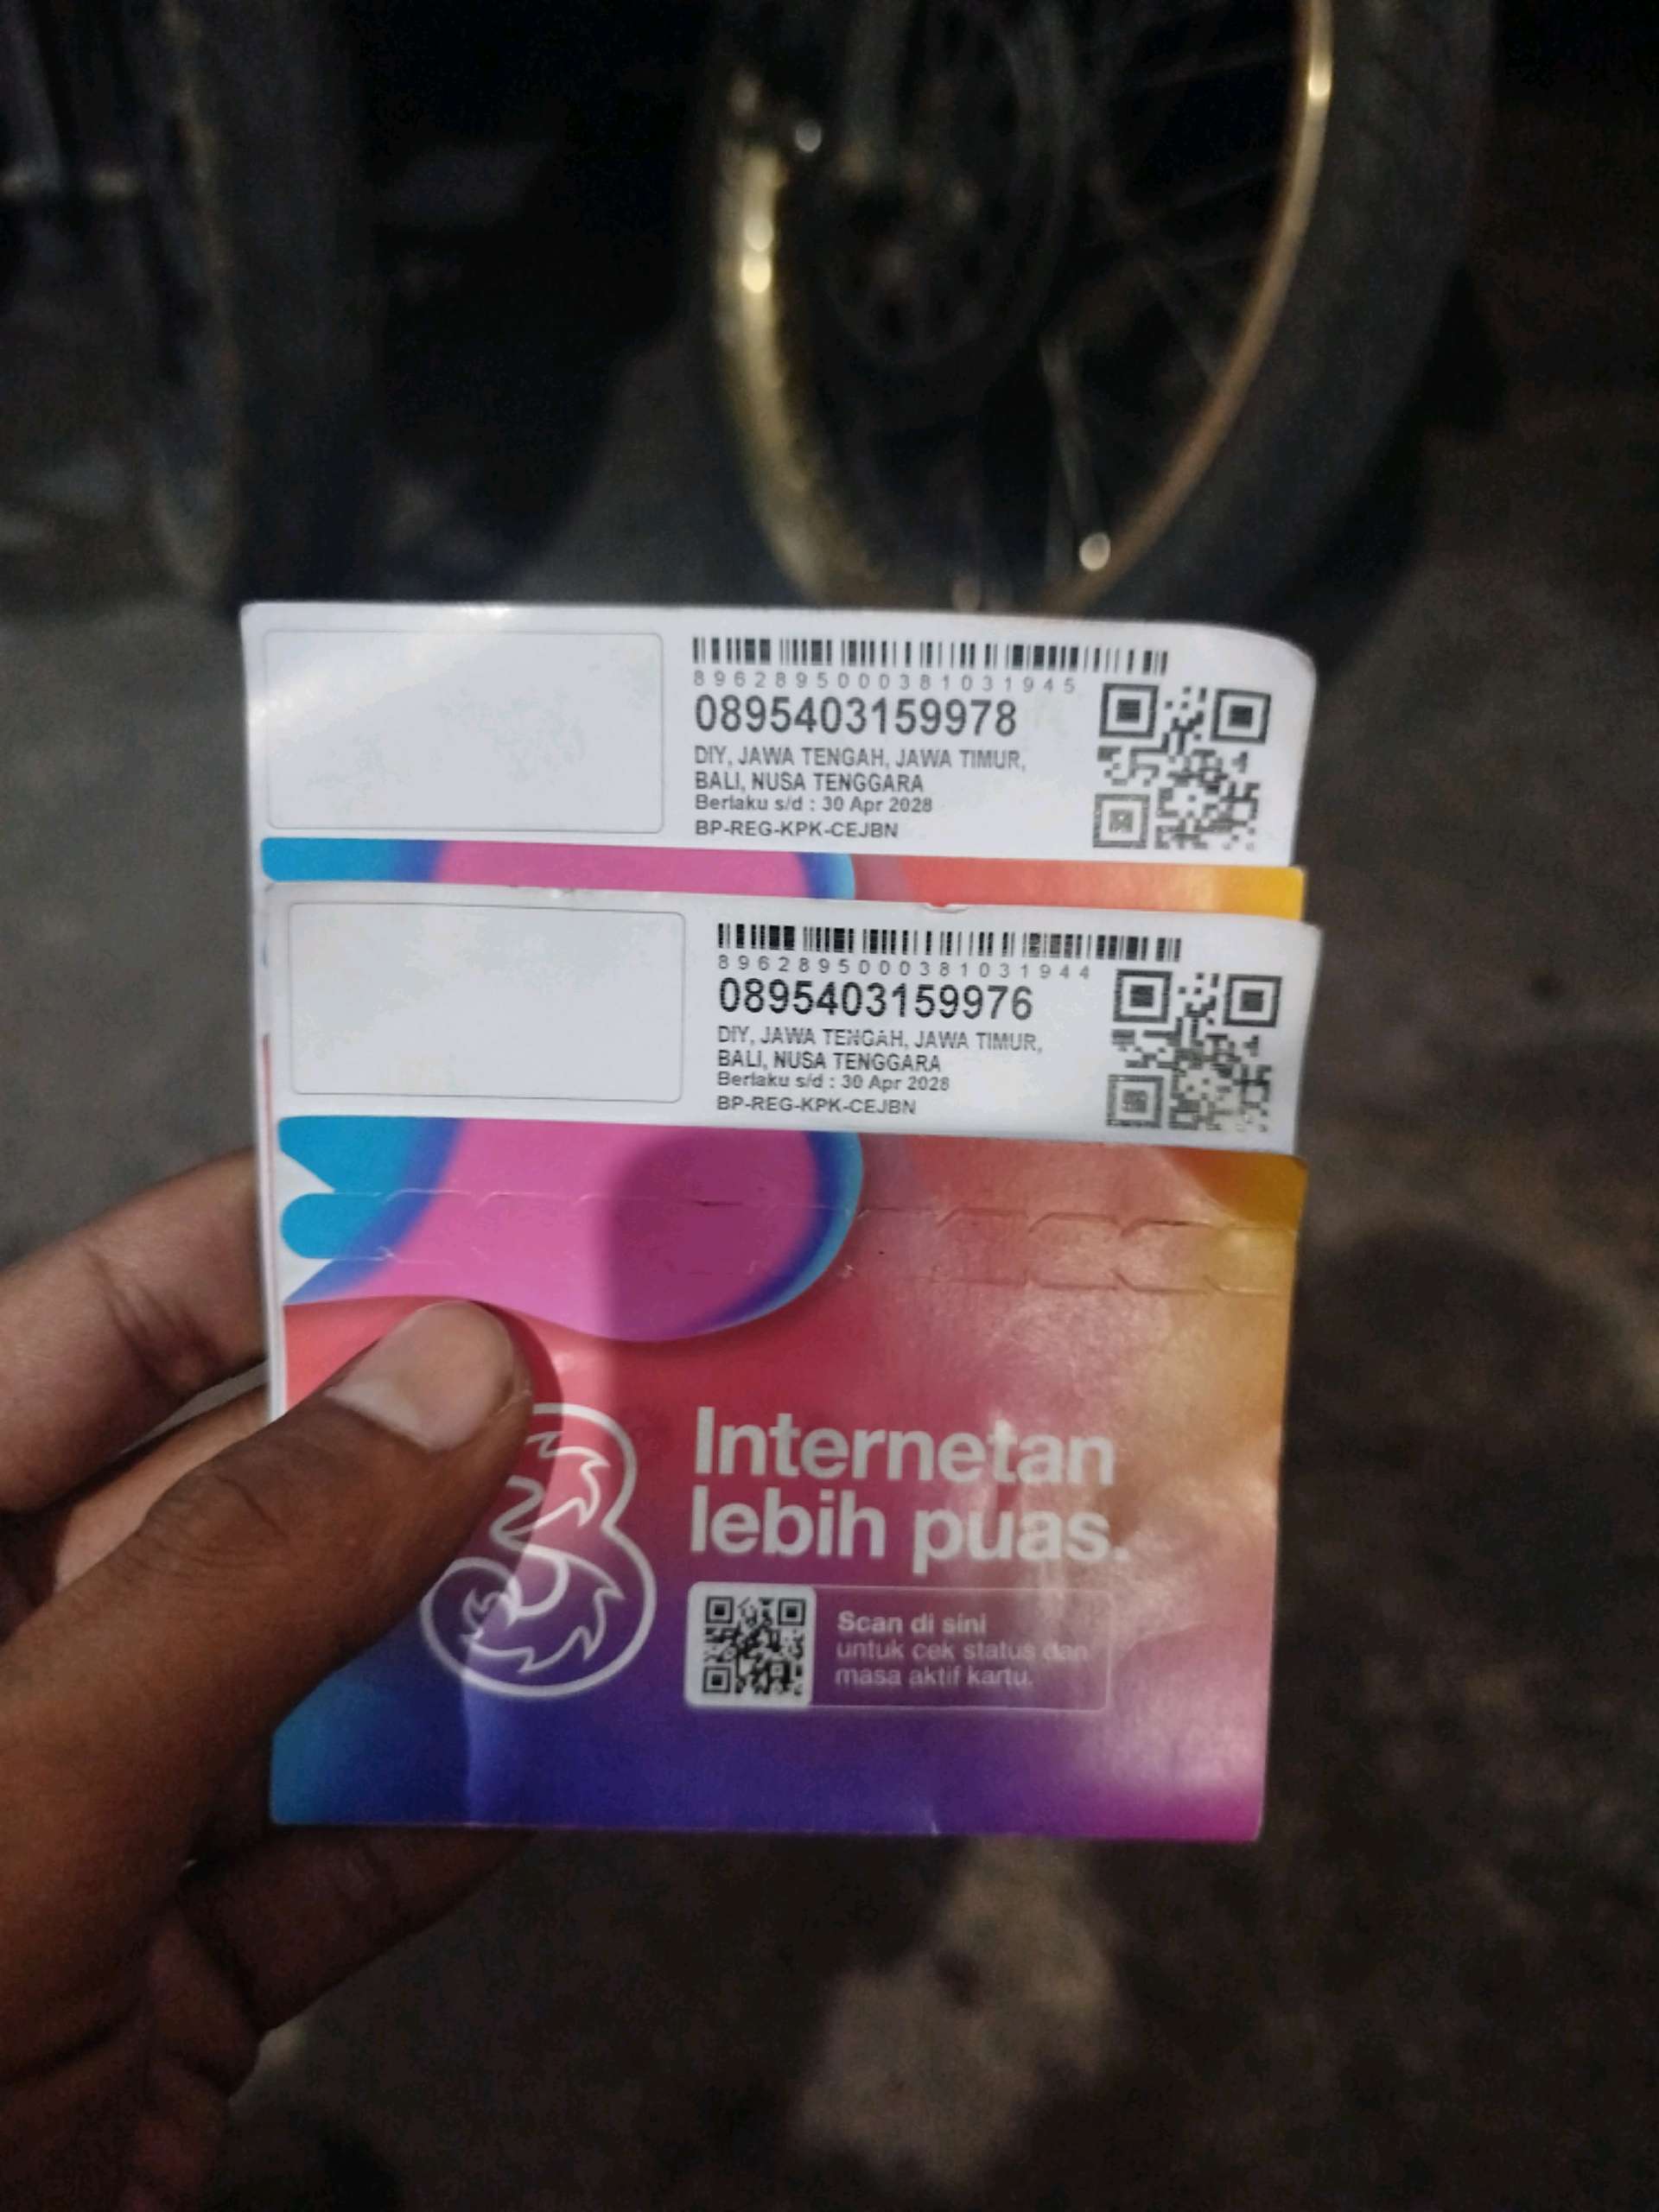 8962895000381031945
0895403159978
DIY, JAWA TENGAH, JAWA TIMUR,
BALI, NUSA TENGGARA
Berlaku s/d : 30 Apr 2028
BP-REG-KPK-CEJBN
8962895000381031944
0895403159976
DIY, JAWA TENGAH, JAWA TIMUR,
BALI, NUSA TENGGARA
Berlaku s/d : 30 Apr 2028
BP-REG-KPK-CEJBN
3
Internetan
lebih puas.
Scan di sini
untuk cek status dan
masa aktif kartu.